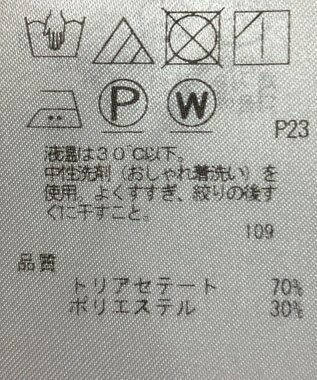 P W
P23
液温は30℃以下。
中性洗剤（おしゃれ着洗い）を
使用。よくすすぎ、絞りの後す
ぐに干すこと。
109
品質
トリアセテート 70%
ポリエステル 30%